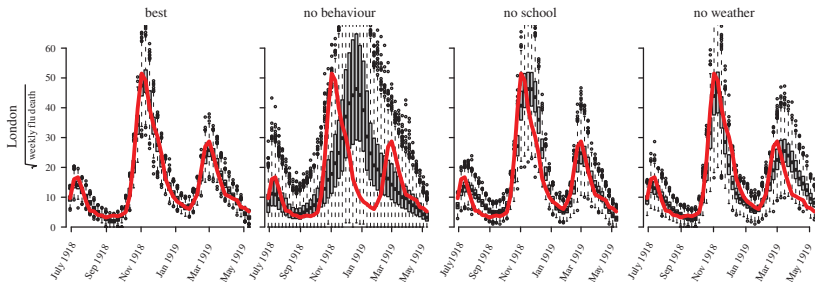 best
no behaviour
no school
no weather
London
√weekly flu death
60
50
40
30
20
10
0
July 1918
Sep 1918
Nov 1918
Jan 1919
Mar 1919
May 1919
July 1918
Sep 1918
Nov 1918
Jan 1919
Mar 1919
May 1919
July1918
Sep 1918
Nov 1918
Jan 1919
Mar 1919
May 1919
July 1918
Sep 1918
Nov 1918
Jan 1919
Mar 1919
May 1919